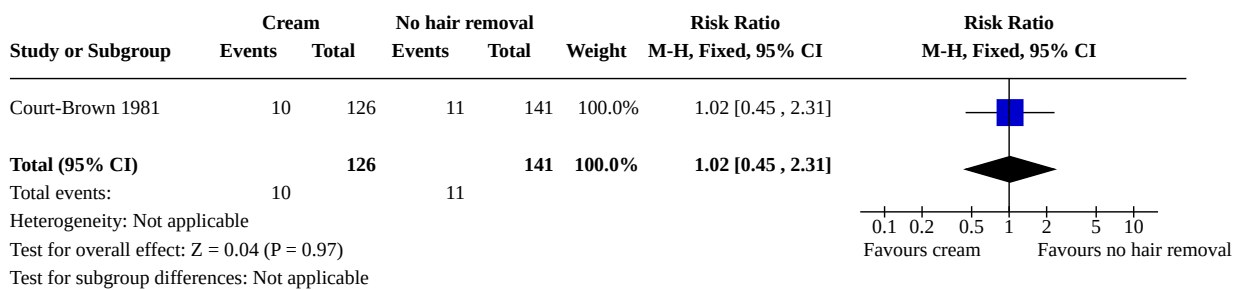 Cream No hair removal Risk Ratio Risk Ratio
Study or Subgroup Events Total Events Total Weight M-H, Fixed, 95% CI M-H, Fixed, 95% CI
Court-Brown 1981 10 126 11 141 100.0% 1.02 [0.45 , 2.31]
Total (95% CI) 126 141 100.0% 1.02 [0.45 , 2.31]
Total events: 10 11
Heterogeneity: Not applicable
0.1 0.2 0.5 1 2 5 10
Test for overall effect: Z = 0.04 (P = 0.97) Favours cream Favours no hair removal
Test for subgroup differences: Not applicable